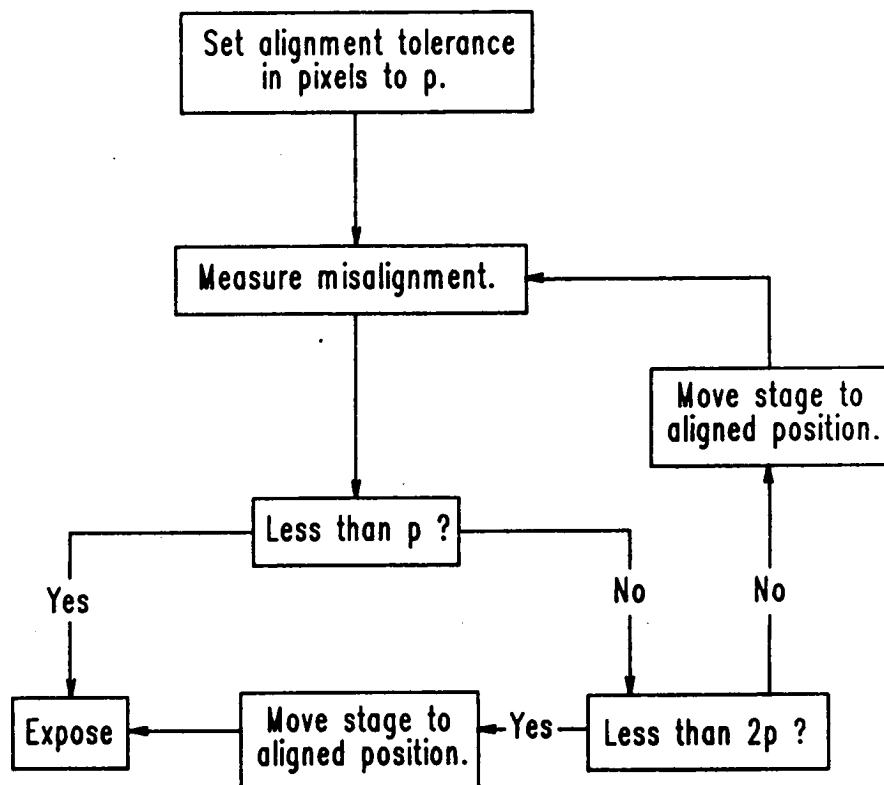 Set alignment tolerance
in pixels to p.
Measure misalignment.
Move stage to
aligned position.
Less than p ?
Yes
No
No
Expose
Move stage to
aligned position.
Yes
Less than 2p ?